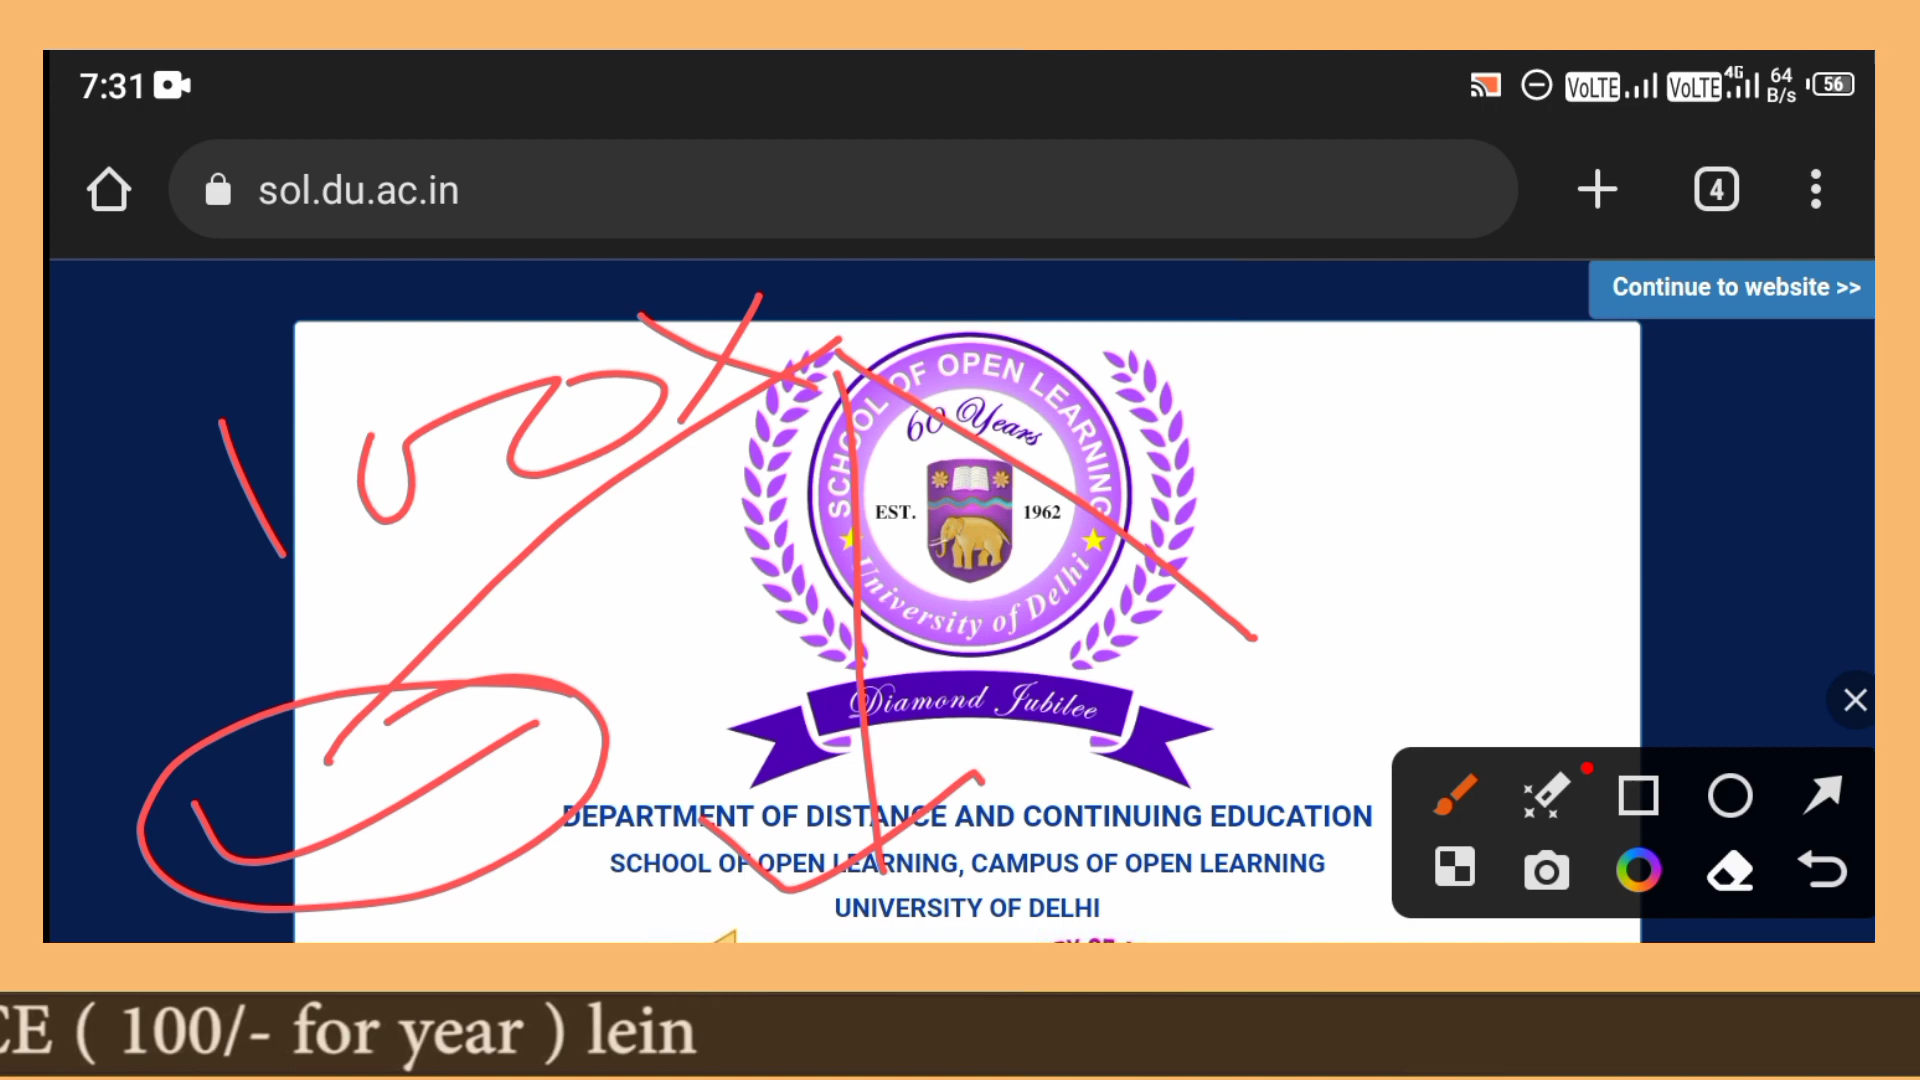 7:31 VoLTE VoLTE 4G 64 B/s 56
sol.du.ac.in 4
Continue to website >>
SCHOOL OF OPEN LEARNING
60 Years
EST. 1962
University of Delhi
Diamond Jubilee
DEPARTMENT OF DISTANCE AND CONTINUING EDUCATION
SCHOOL OF OPEN LEARNING, CAMPUS OF OPEN LEARNING
UNIVERSITY OF DELHI
CE ( 100/- for year ) lein